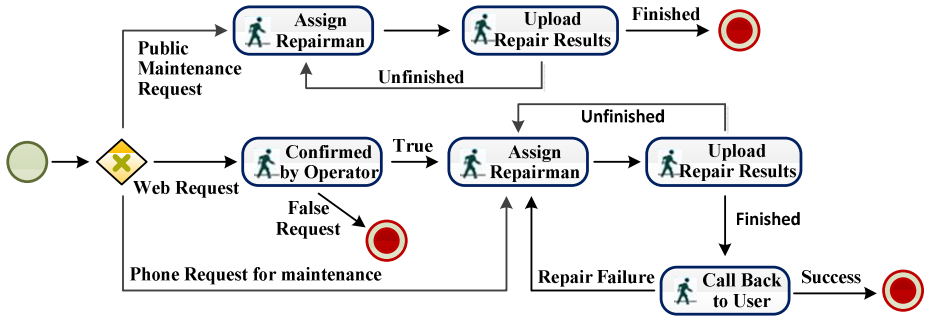 Assign
Repairman
Upload
Repair Results
Finished
Public
Maintenance
Request
Unfinished
Unfinished
Web Request
Confirmed
by Operator
True
Assign
Repairman
Upload
Repair Results
False
Request
Finished
Phone Request for maintenance
Repair Failure
Call Back
to User
Success